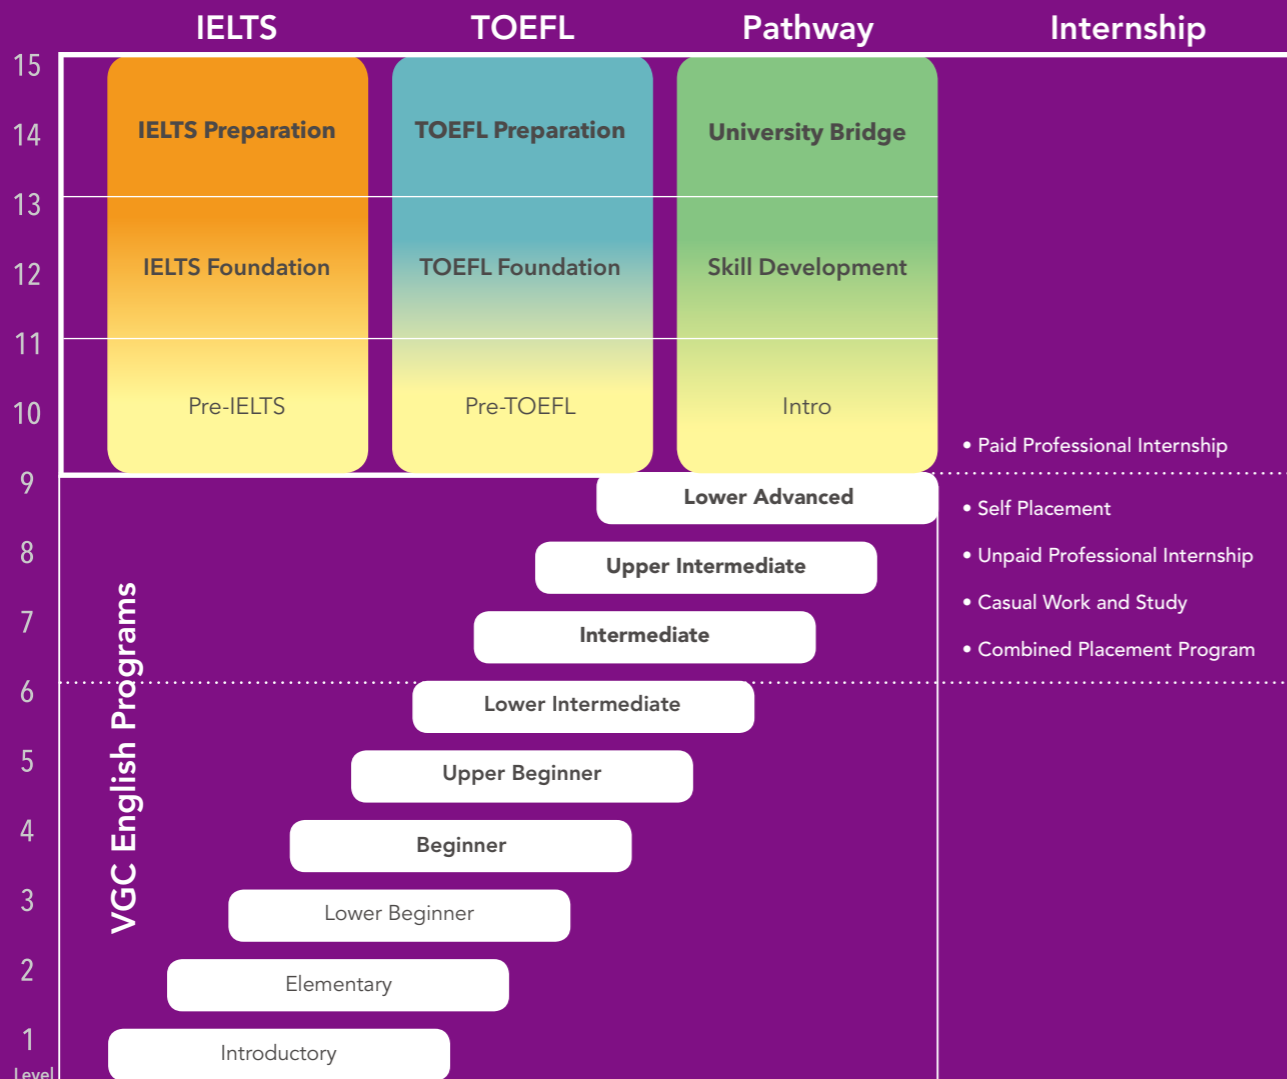 IELTS TOEFL Pathway Internship
15
14 IELTS Preparation TOEFL Preparation University Bridge
13
12 IELTS Foundation TOEFL Foundation Skill Development
11
10 Pre-IELTS Pre-TOEFL Intro
• Paid Professional Internship
9 Lower Advanced
• Self Placement
8 Upper Intermediate
• Unpaid Professional Internship
• Casual Work and Study
7 Intermediate
• Combined Placement Program
6 Lower Intermediate
5 Upper Beginner
4 Beginner
3 Lower Beginner
2 Elementary
1 Introductory
Level
VGC English Programs